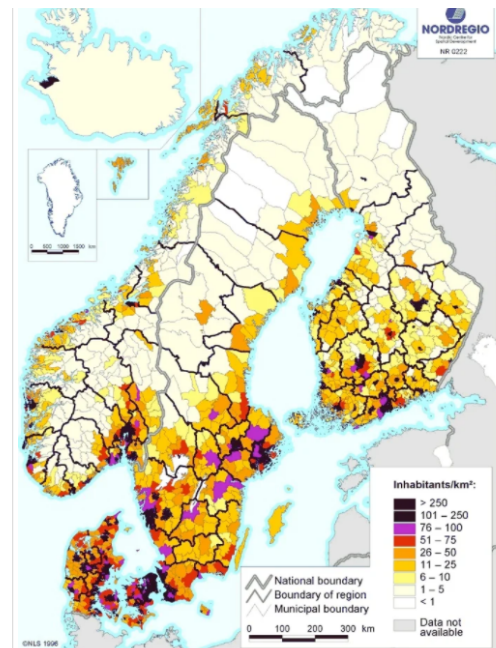 NORDREGIO
Nordic Centre for
Spatial Development
NR 0222
0 500 1000 1500 km
Inhabitants/km²:
> 250
101 – 250
76 – 100
51 – 75
26 – 50
11 – 25
6 – 10
1 – 5
< 1
Data not
available
National boundary
Boundary of region
Municipal boundary
0 100 200 300 km
©NLS 1996